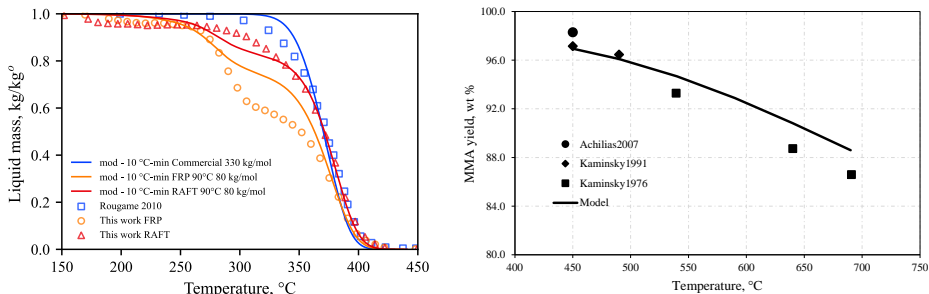 1.0
0.8
0.6
0.4
0.2
0.0
Liquid mass, kg/kg⁰
mod - 10 °C-min Commercial 330 kg/mol
mod - 10 °C-min FRP 90°C 80 kg/mol
mod - 10 °C-min RAFT 90°C 80 kg/mol
Rougame 2010
This work FRP
This work RAFT
150 200 250 300 350 400 450
Temperature, °C
100.0
96.0
92.0
88.0
84.0
80.0
MMA yield, wt %
Achilias2007
Kaminsky1991
Kaminsky1976
Model
400 450 500 550 600 650 700 750
Temperature, °C